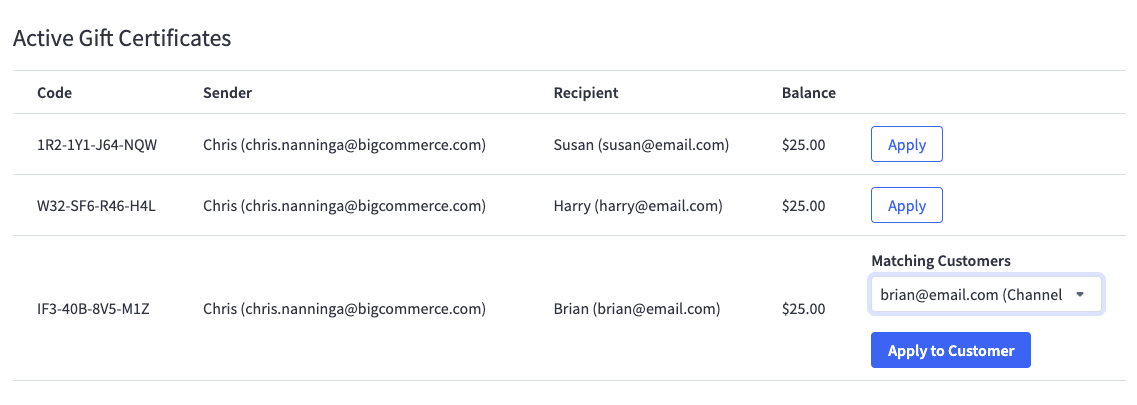 Active Gift Certificates
Code Sender Recipient Balance
1R2-1Y1-J64-NQW Chris (chris.nanninga@bigcommerce.com) Susan (susan@email.com) $25.00 Apply
W32-SF6-R46-H4L Chris (chris.nanninga@bigcommerce.com) Harry (harry@email.com) $25.00 Apply
Matching Customers
brian@email.com (Channel
IF3-40B-8V5-M1Z Chris (chris.nanninga@bigcommerce.com) Brian (brian@email.com) $25.00
Apply to Customer